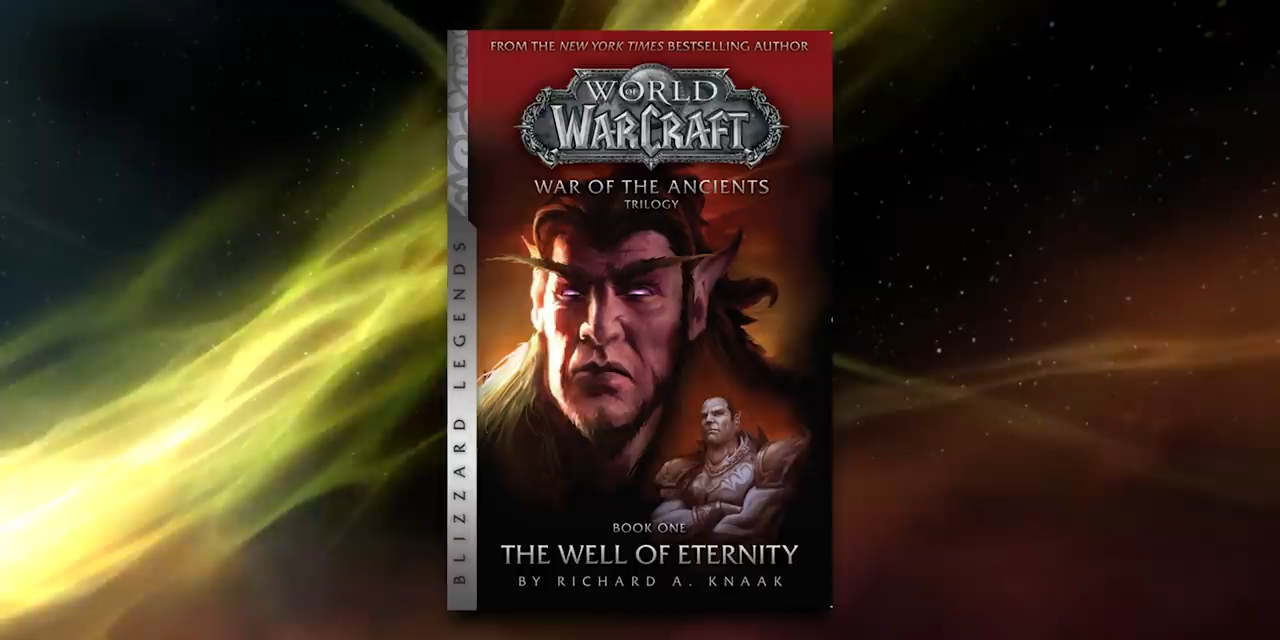 FROM THE NEW YORK TIMES BESTSELLING AUTHOR
WORLD
OF
WARCRAFT
WAR OF THE ANCIENTS
TRILOGY
BLIZZARD LEGENDS
BOOK ONE
THE WELL OF ETERNITY
BY RICHARD A. KNAAK